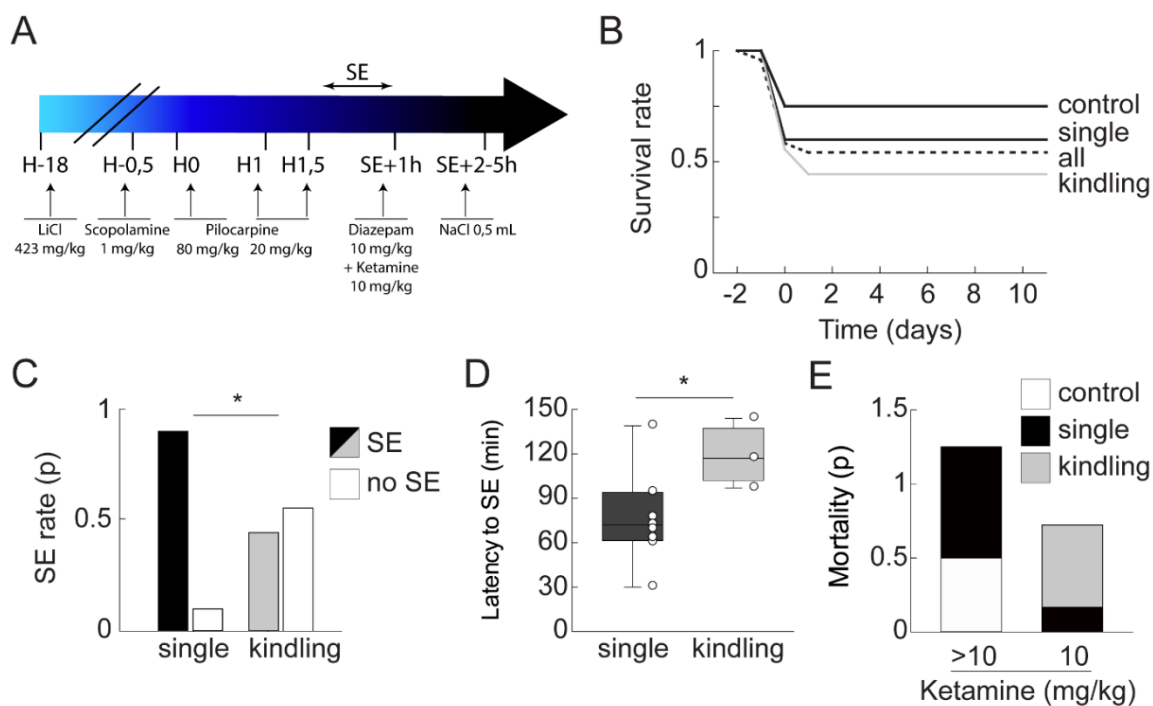 A
SE
H-18
H-0,5
H0
H1
H1,5
SE+1h
SE+2-5h
LiCl
423 mg/kg
Scopolamine
1 mg/kg
Pilocarpine
80 mg/kg
20 mg/kg
Diazepam
10 mg/kg
+ Ketamine
10 mg/kg
NaCl 0,5 mL
B
Survival rate
1
0.5
0
-2
0
2
4
6
8
10
Time (days)
control
single
all
kindling
C
SE rate (p)
1
0.5
0
*
SE
no SE
single
kindling
D
Latency to SE (min)
150
120
90
60
30
0
*
single
kindling
E
Mortality (p)
1.5
1
0.5
0
control
single
kindling
>10
10
Ketamine (mg/kg)